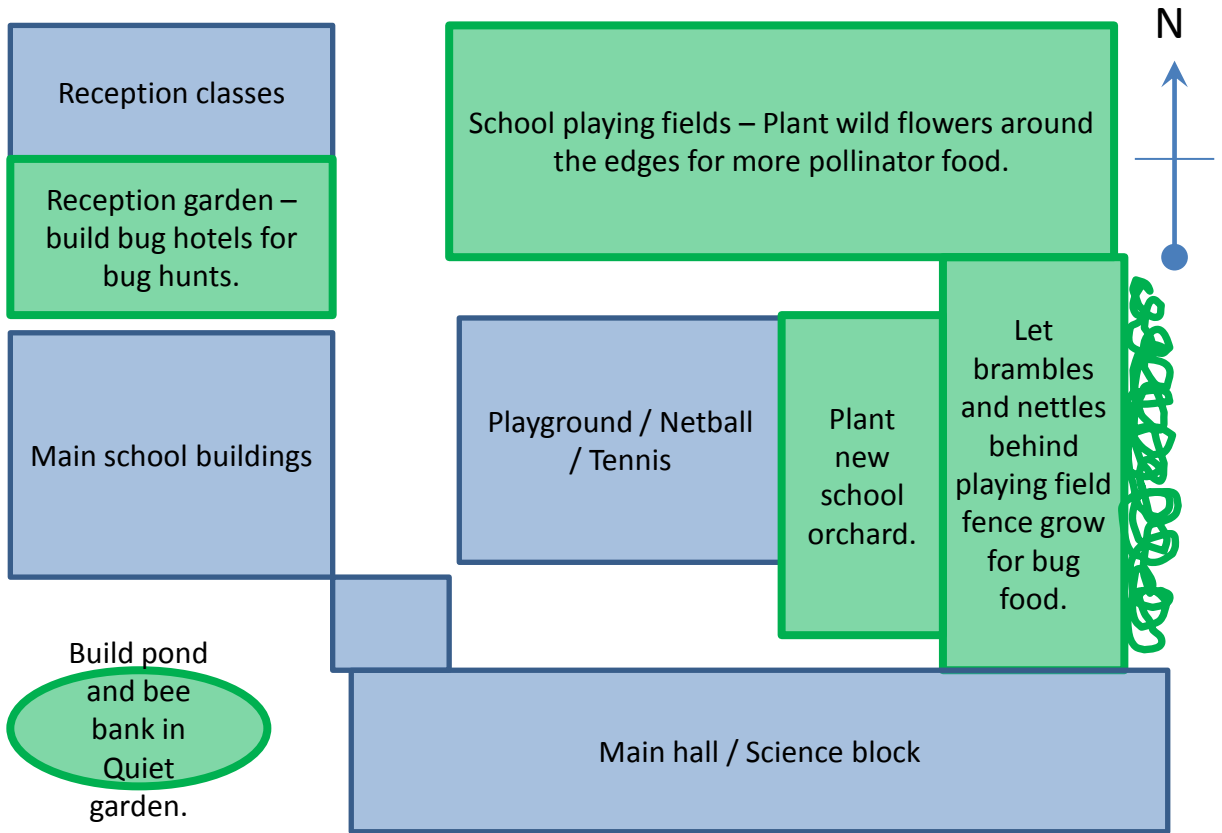 N
Reception classes
School playing fields – Plant wild flowers around
the edges for more pollinator food.
Reception garden –
build bug hotels for
bug hunts.
Main school buildings
Playground / Netball
/ Tennis
Plant
new
school
orchard.
Let
brambles
and nettles
behind
playing field
fence grow
for bug
food.
Build pond
and bee
bank in
Quiet
garden.
Main hall / Science block